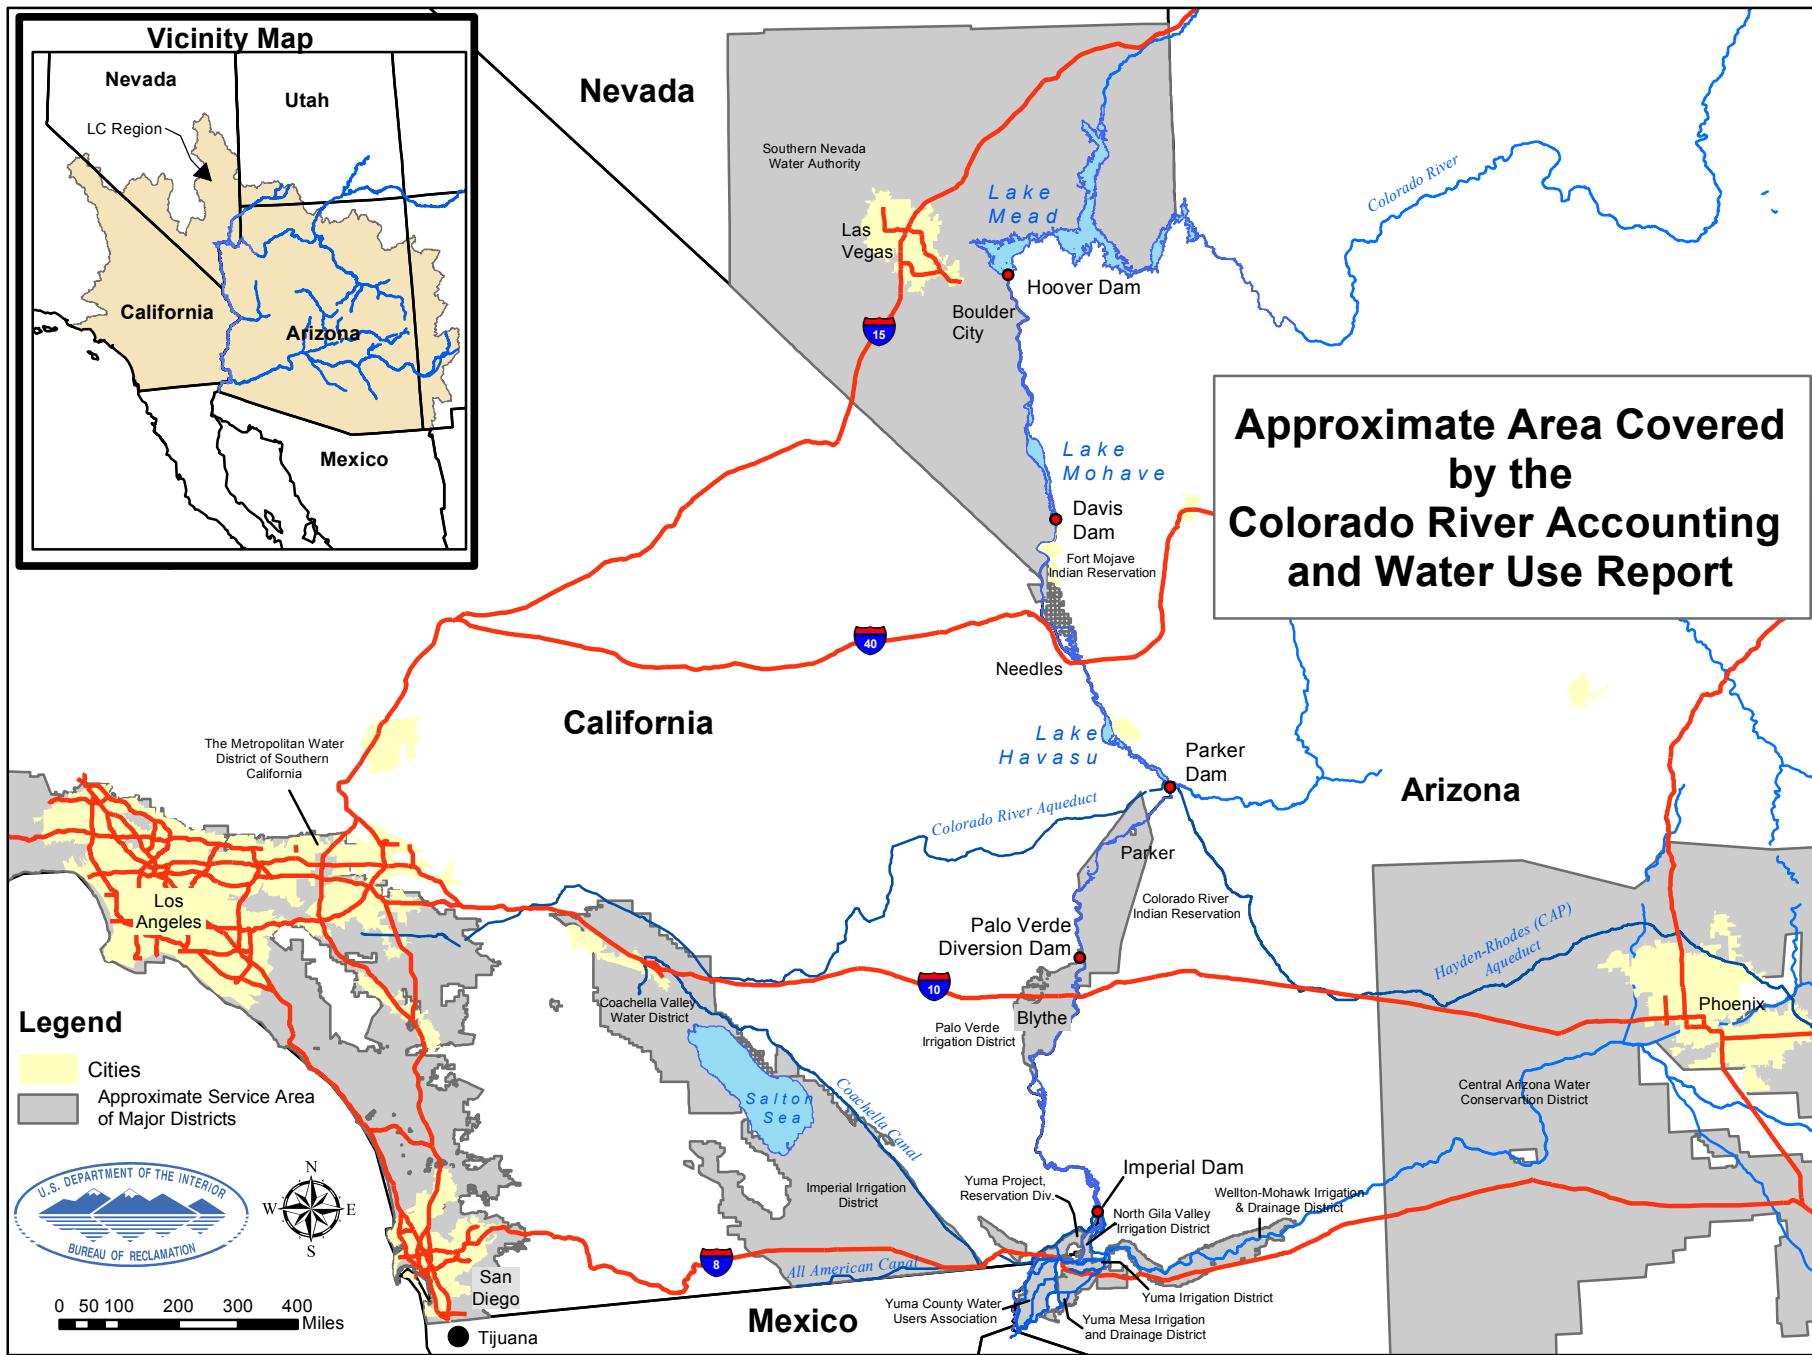 Vicinity Map
Nevada
Utah
LC Region
California
Arizona
Mexico
Nevada
Southern Nevada
Water Authority
Lake
Mead
Las
Vegas
Colorado River
Hoover Dam
Boulder
City
15
Approximate Area Covered
by the
Colorado River Accounting
and Water Use Report
Lake
Mohave
Davis
Dam
Fort Mojave
Indian Reservation
40
Needles
California
The Metropolitan Water
District of Southern
California
Lake
Havasu
Parker
Dam
Arizona
Colorado River Aqueduct
Parker
Los
Angeles
Colorado River
Indian Reservation
Palo Verde
Diversion Dam
Hayden-Rhodes (CAP)
Aqueduct
10
Coachella Valley
Water District
Blythe
Phoenix
Palo Verde
Irrigation District
Legend
Cities
Approximate Service Area
of Major Districts
Salton
Sea
Coachella Canal
Central Arizona Water
Conservartion District
U.S. DEPARTMENT OF THE INTERIOR
BUREAU OF RECLAMATION
N
W
E
S
Imperial Irrigation
District
Imperial Dam
Yuma Project,
Reservation Div.
North Gila Valley
Irrigation District
Wellton-Mohawk Irrigation
& Drainage District
8
All American Canal
San
Diego
Yuma Irrigation District
Yuma County Water
Users Association
Yuma Mesa Irrigation
and Drainage District
Mexico
0 50 100 200 300 400
Miles
Tijuana